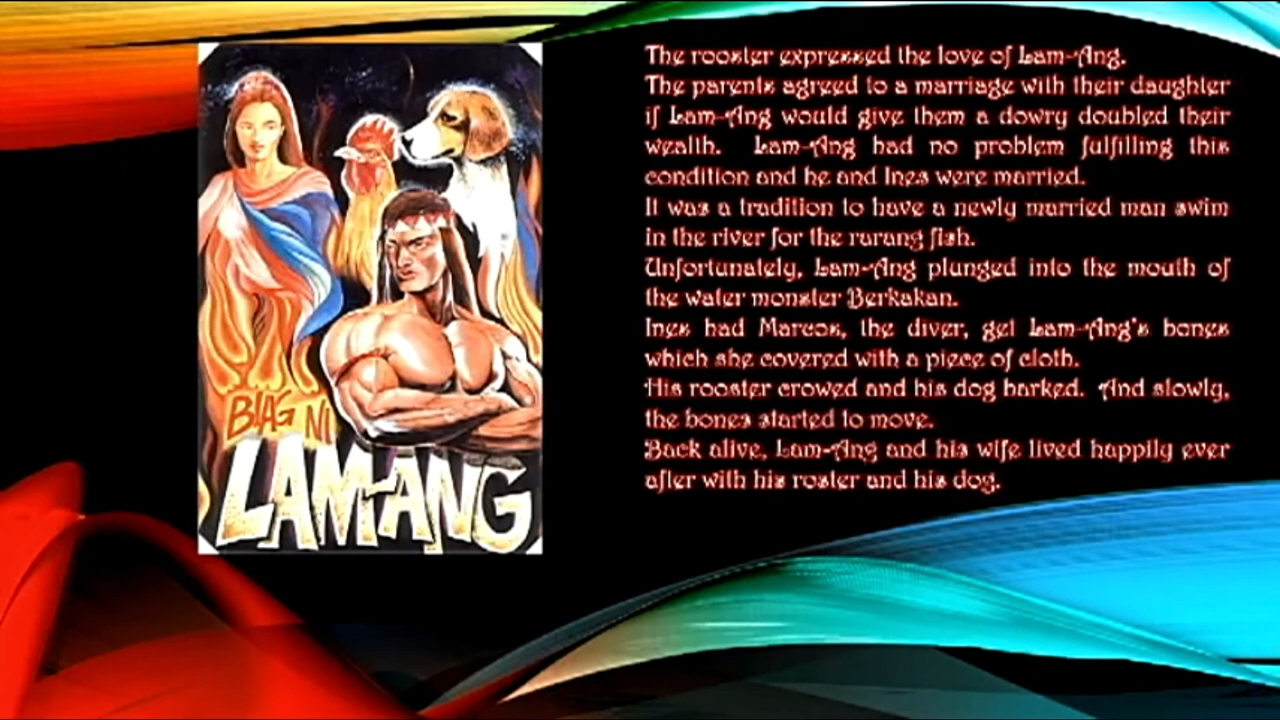 BIAG NI
LAM-ANG
The rooster expressed the love of Lam-Ang.
The parents agreed to a marriage with their daughter
if Lam-Ang would give them a dowry doubled their
wealth. Lam-Ang had no problem fulfilling this
condition and he and Ines were married.
It was a tradition to have a newly married man swim
in the river for the rarang fish.
Unfortunately, Lam-Ang plunged into the mouth of
the water monster Berkakan.
Ines had Marcos, the diver, get Lam-Ang's bones
which she covered with a piece of cloth.
His rooster crowed and his dog barked. And slowly,
the bones started to move.
Back alive, Lam-Ang and his wife lived happily ever
after with his roster and his dog.